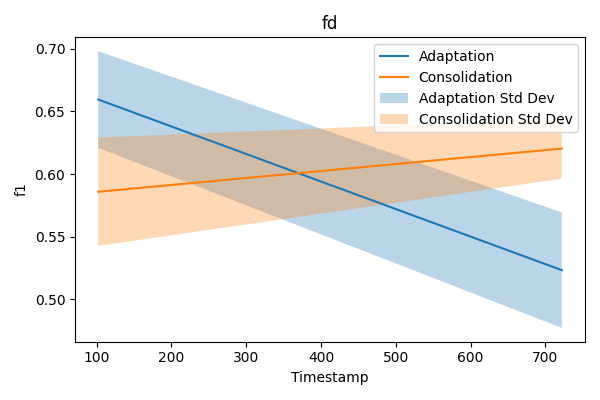 fd
0.70
0.65
0.60
0.55
0.50
f1
Adaptation
Consolidation
Adaptation Std Dev
Consolidation Std Dev
100 200 300 400 500 600 700
Timestamp